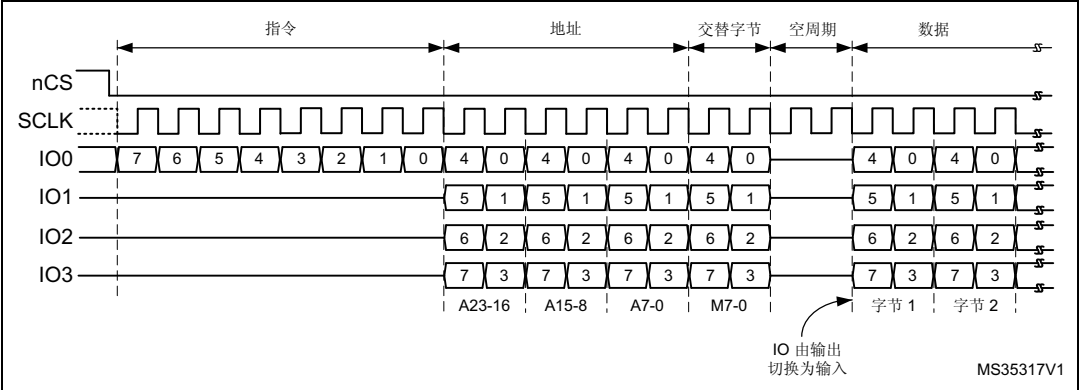 指令 地址 交替字节 空周期 数据
nCS
SCLK
IO0 7 6 5 4 3 2 1 0 4 0 4 0 4 0 4 0 4 0 4 0
IO1 5 1 5 1 5 1 5 1 5 1 5 1
IO2 6 2 6 2 6 2 6 2 6 2 6 2
IO3 7 3 7 3 7 3 7 3 7 3 7 3
A23-16 A15-8 A7-0 M7-0 字节 1 字节 2
IO 由输出
切换为输入
MS35317V1